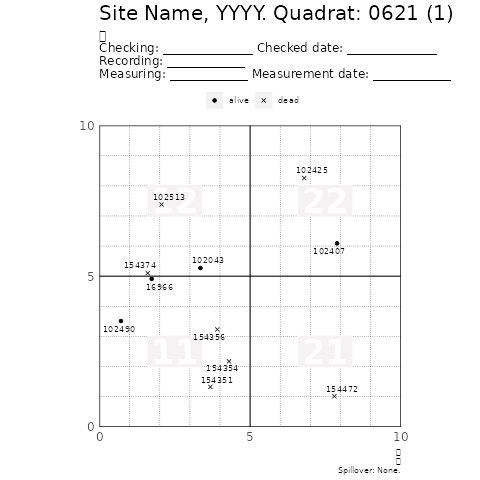 Site Name, YYYY. Quadrat: 0621 (1)
Checking: ______________ Checked date: ______________
Recording: ____________
Measuring: ____________ Measurement date: ____________
alive dead
10
102425
102513
12 22
102407
102043
154374
5
16966
102490
154356
11 21
154354
154351
154472
0
0 5 10
Spillover: None.